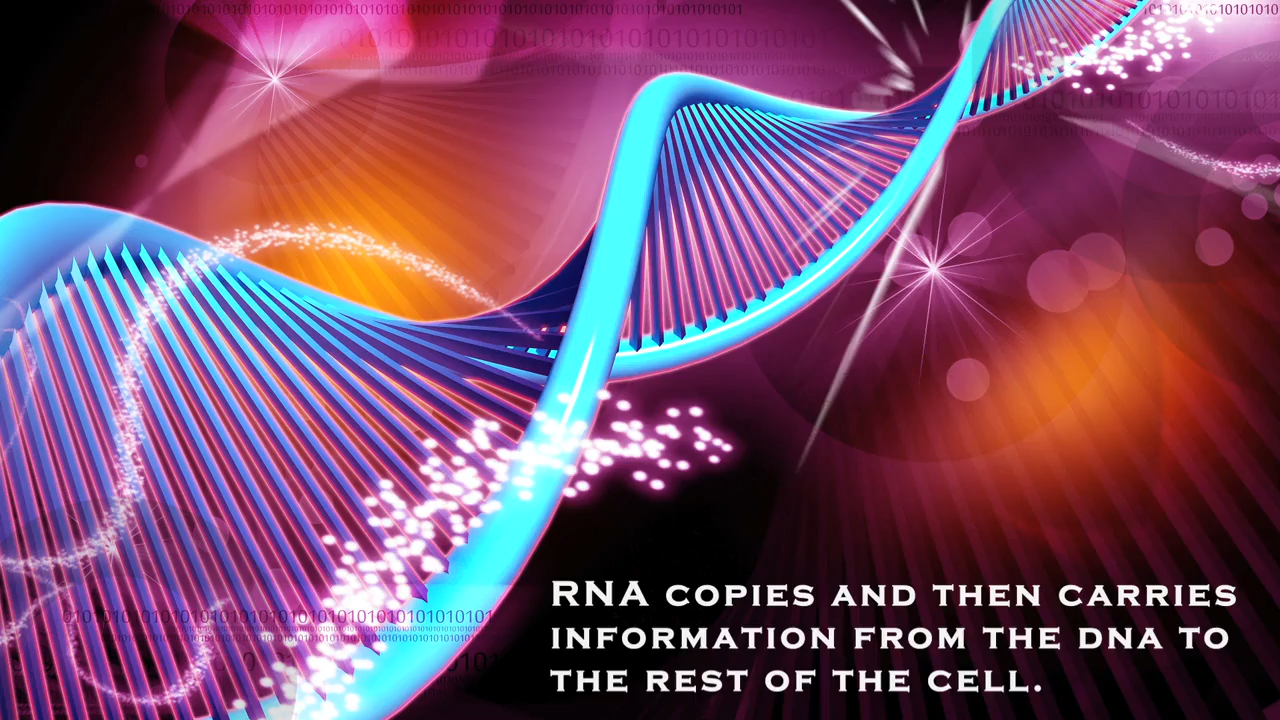 RNA COPIES AND THEN CARRIES
INFORMATION FROM THE DNA TO
THE REST OF THE CELL.